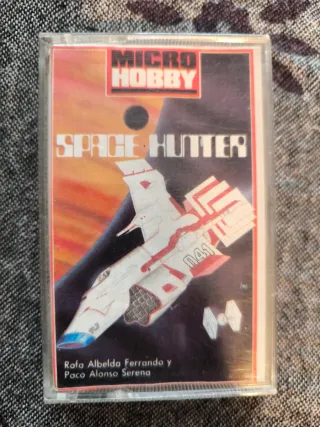 MICRO
HOBBY
SPACE HUNTER
Rafa Albelda Ferrando y
Paco Alonso Serena